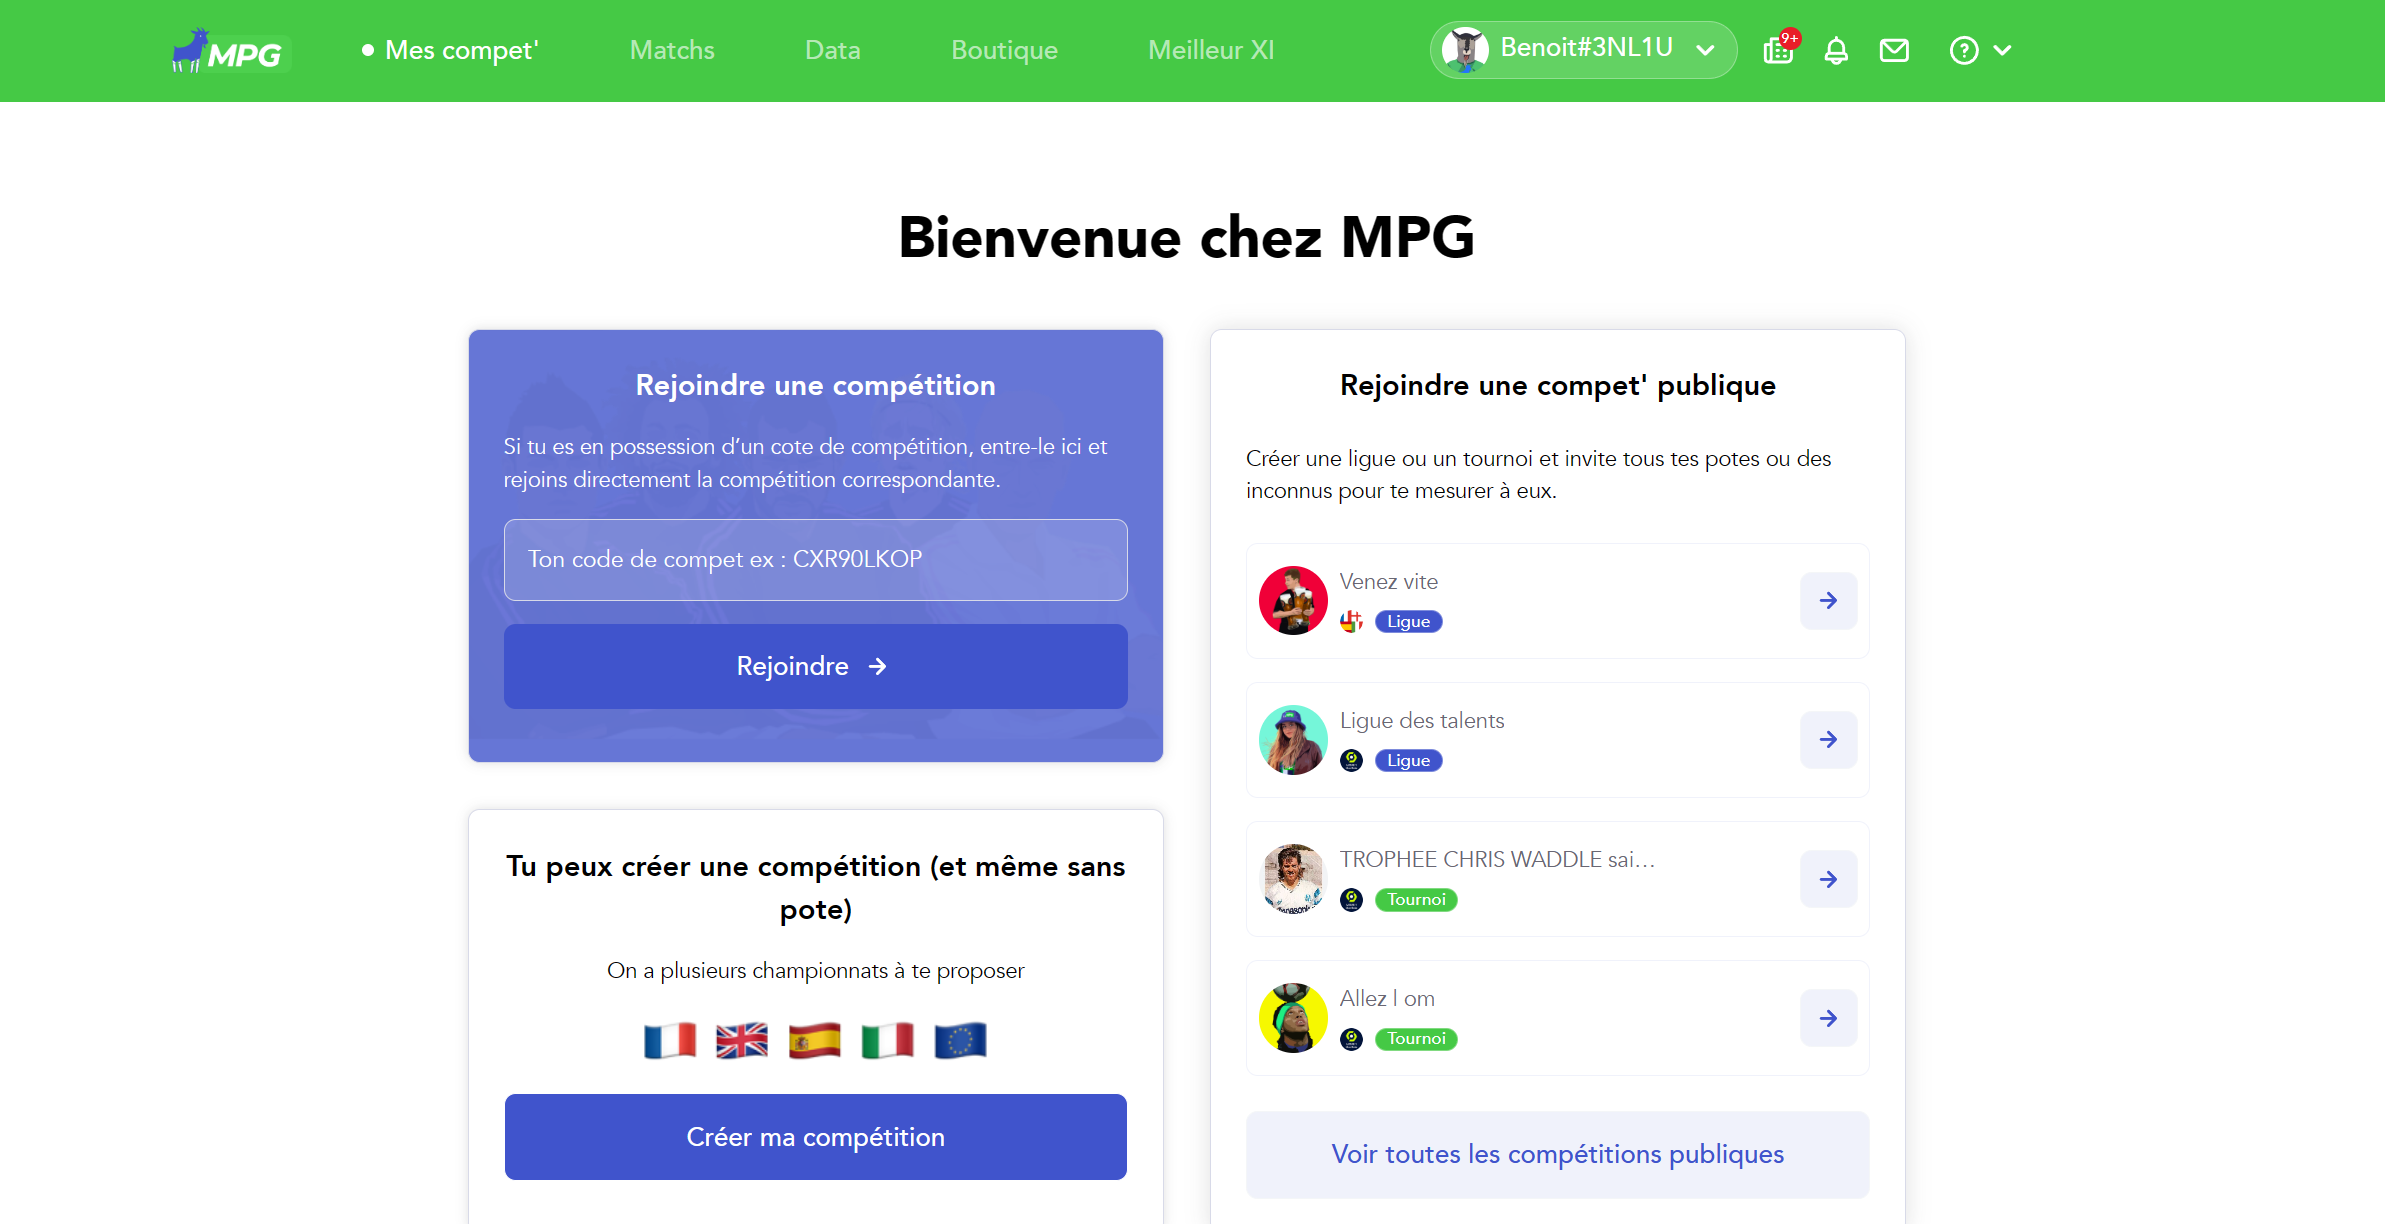 MPG
Mes compet'
Matchs
Data
Boutique
Meilleur XI
Benoit#3NL1U
9+
Bienvenue chez MPG
Rejoindre une compétition
Si tu es en possession d’un cote de compétition, entre-le ici et
rejoins directement la compétition correspondante.
Ton code de compet ex : CXR90LKOP
Rejoindre
Tu peux créer une compétition (et même sans
pote)
On a plusieurs championnats à te proposer
Créer ma compétition
Rejoindre une compet' publique
Créer une ligue ou un tournoi et invite tous tes potes ou des
inconnus pour te mesurer à eux.
Venez vite
Ligue
Ligue des talents
Ligue
TROPHEE CHRIS WADDLE sai…
Tournoi
Allez l om
Tournoi
Voir toutes les compétitions publiques